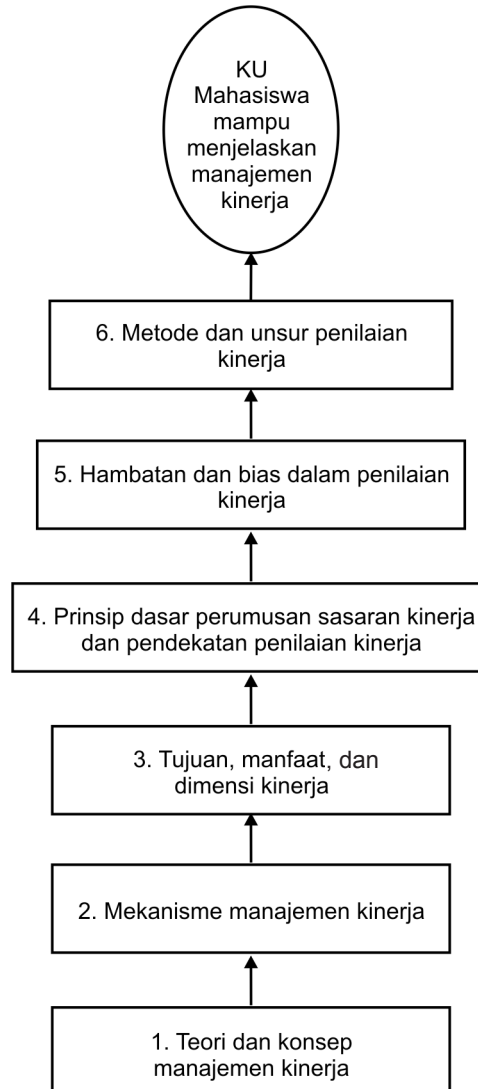 KU
Mahasiswa
mampu
menjelaskan
manajemen
kinerja
6. Metode dan unsur penilaian
kinerja
5. Hambatan dan bias dalam penilaian
kinerja
4. Prinsip dasar perumusan sasaran kinerja
dan pendekatan penilaian kinerja
3. Tujuan, manfaat, dan
dimensi kinerja
2. Mekanisme manajemen kinerja
1. Teori dan konsep
manajemen kinerja